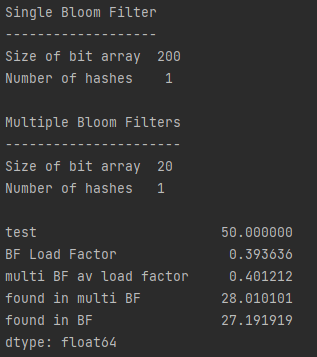 Single Bloom Filter
-------------------
Size of bit array  200
Number of hashes   1
Multiple Bloom Filters
----------------------
Size of bit array  20
Number of hashes   1
test                       50.000000
BF Load Factor              0.393636
multi BF av load factor     0.401212
found in multi BF          28.010101
found in BF                27.191919
dtype: float64